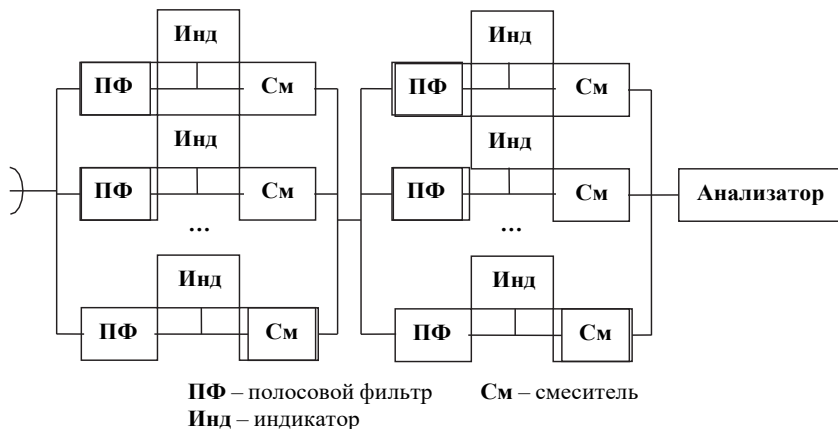 Инд Инд
ПФ См ПФ См
Инд Инд
ПФ См ПФ См Анализатор
... ...
Инд Инд
ПФ См ПФ См
ПФ – полосовой фильтр См – смеситель
Инд – индикатор